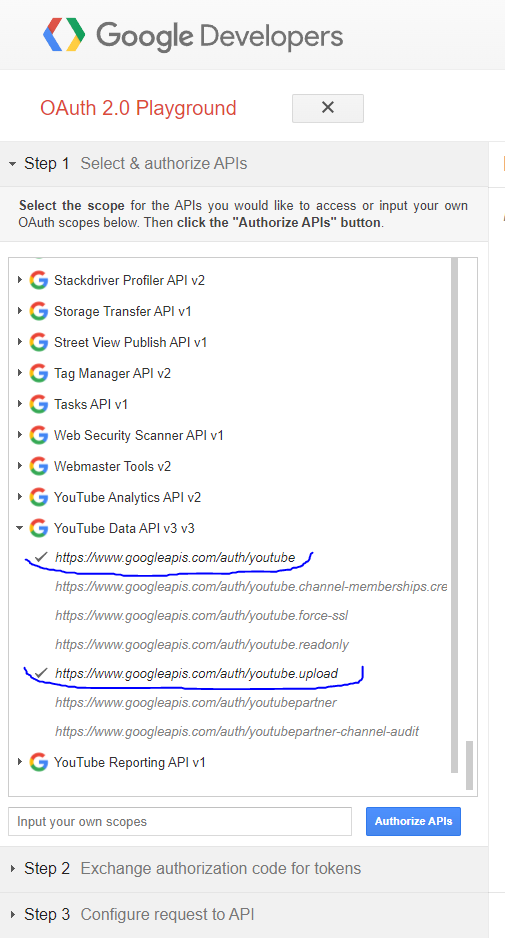 Google Developers
OAuth 2.0 Playground
Step 1 Select & authorize APIs
Select the scope for the APIs you would like to access or input your own
OAuth scopes below. Then click the "Authorize APIs" button.
Stackdriver Profiler API v2
Storage Transfer API v1
Street View Publish API v1
Tag Manager API v2
Tasks API v1
Web Security Scanner API v1
Webmaster Tools v2
YouTube Analytics API v2
YouTube Data API v3 v3
https://www.googleapis.com/auth/youtube
https://www.googleapis.com/auth/youtube.channel-memberships.cre
https://www.googleapis.com/auth/youtube.force-ssl
https://www.googleapis.com/auth/youtube.readonly
https://www.googleapis.com/auth/youtube.upload
https://www.googleapis.com/auth/youtubepartner
https://www.googleapis.com/auth/youtubepartner-channel-audit
YouTube Reporting API v1
Input your own scopes
Authorize APIs
Step 2 Exchange authorization code for tokens
Step 3 Configure request to API